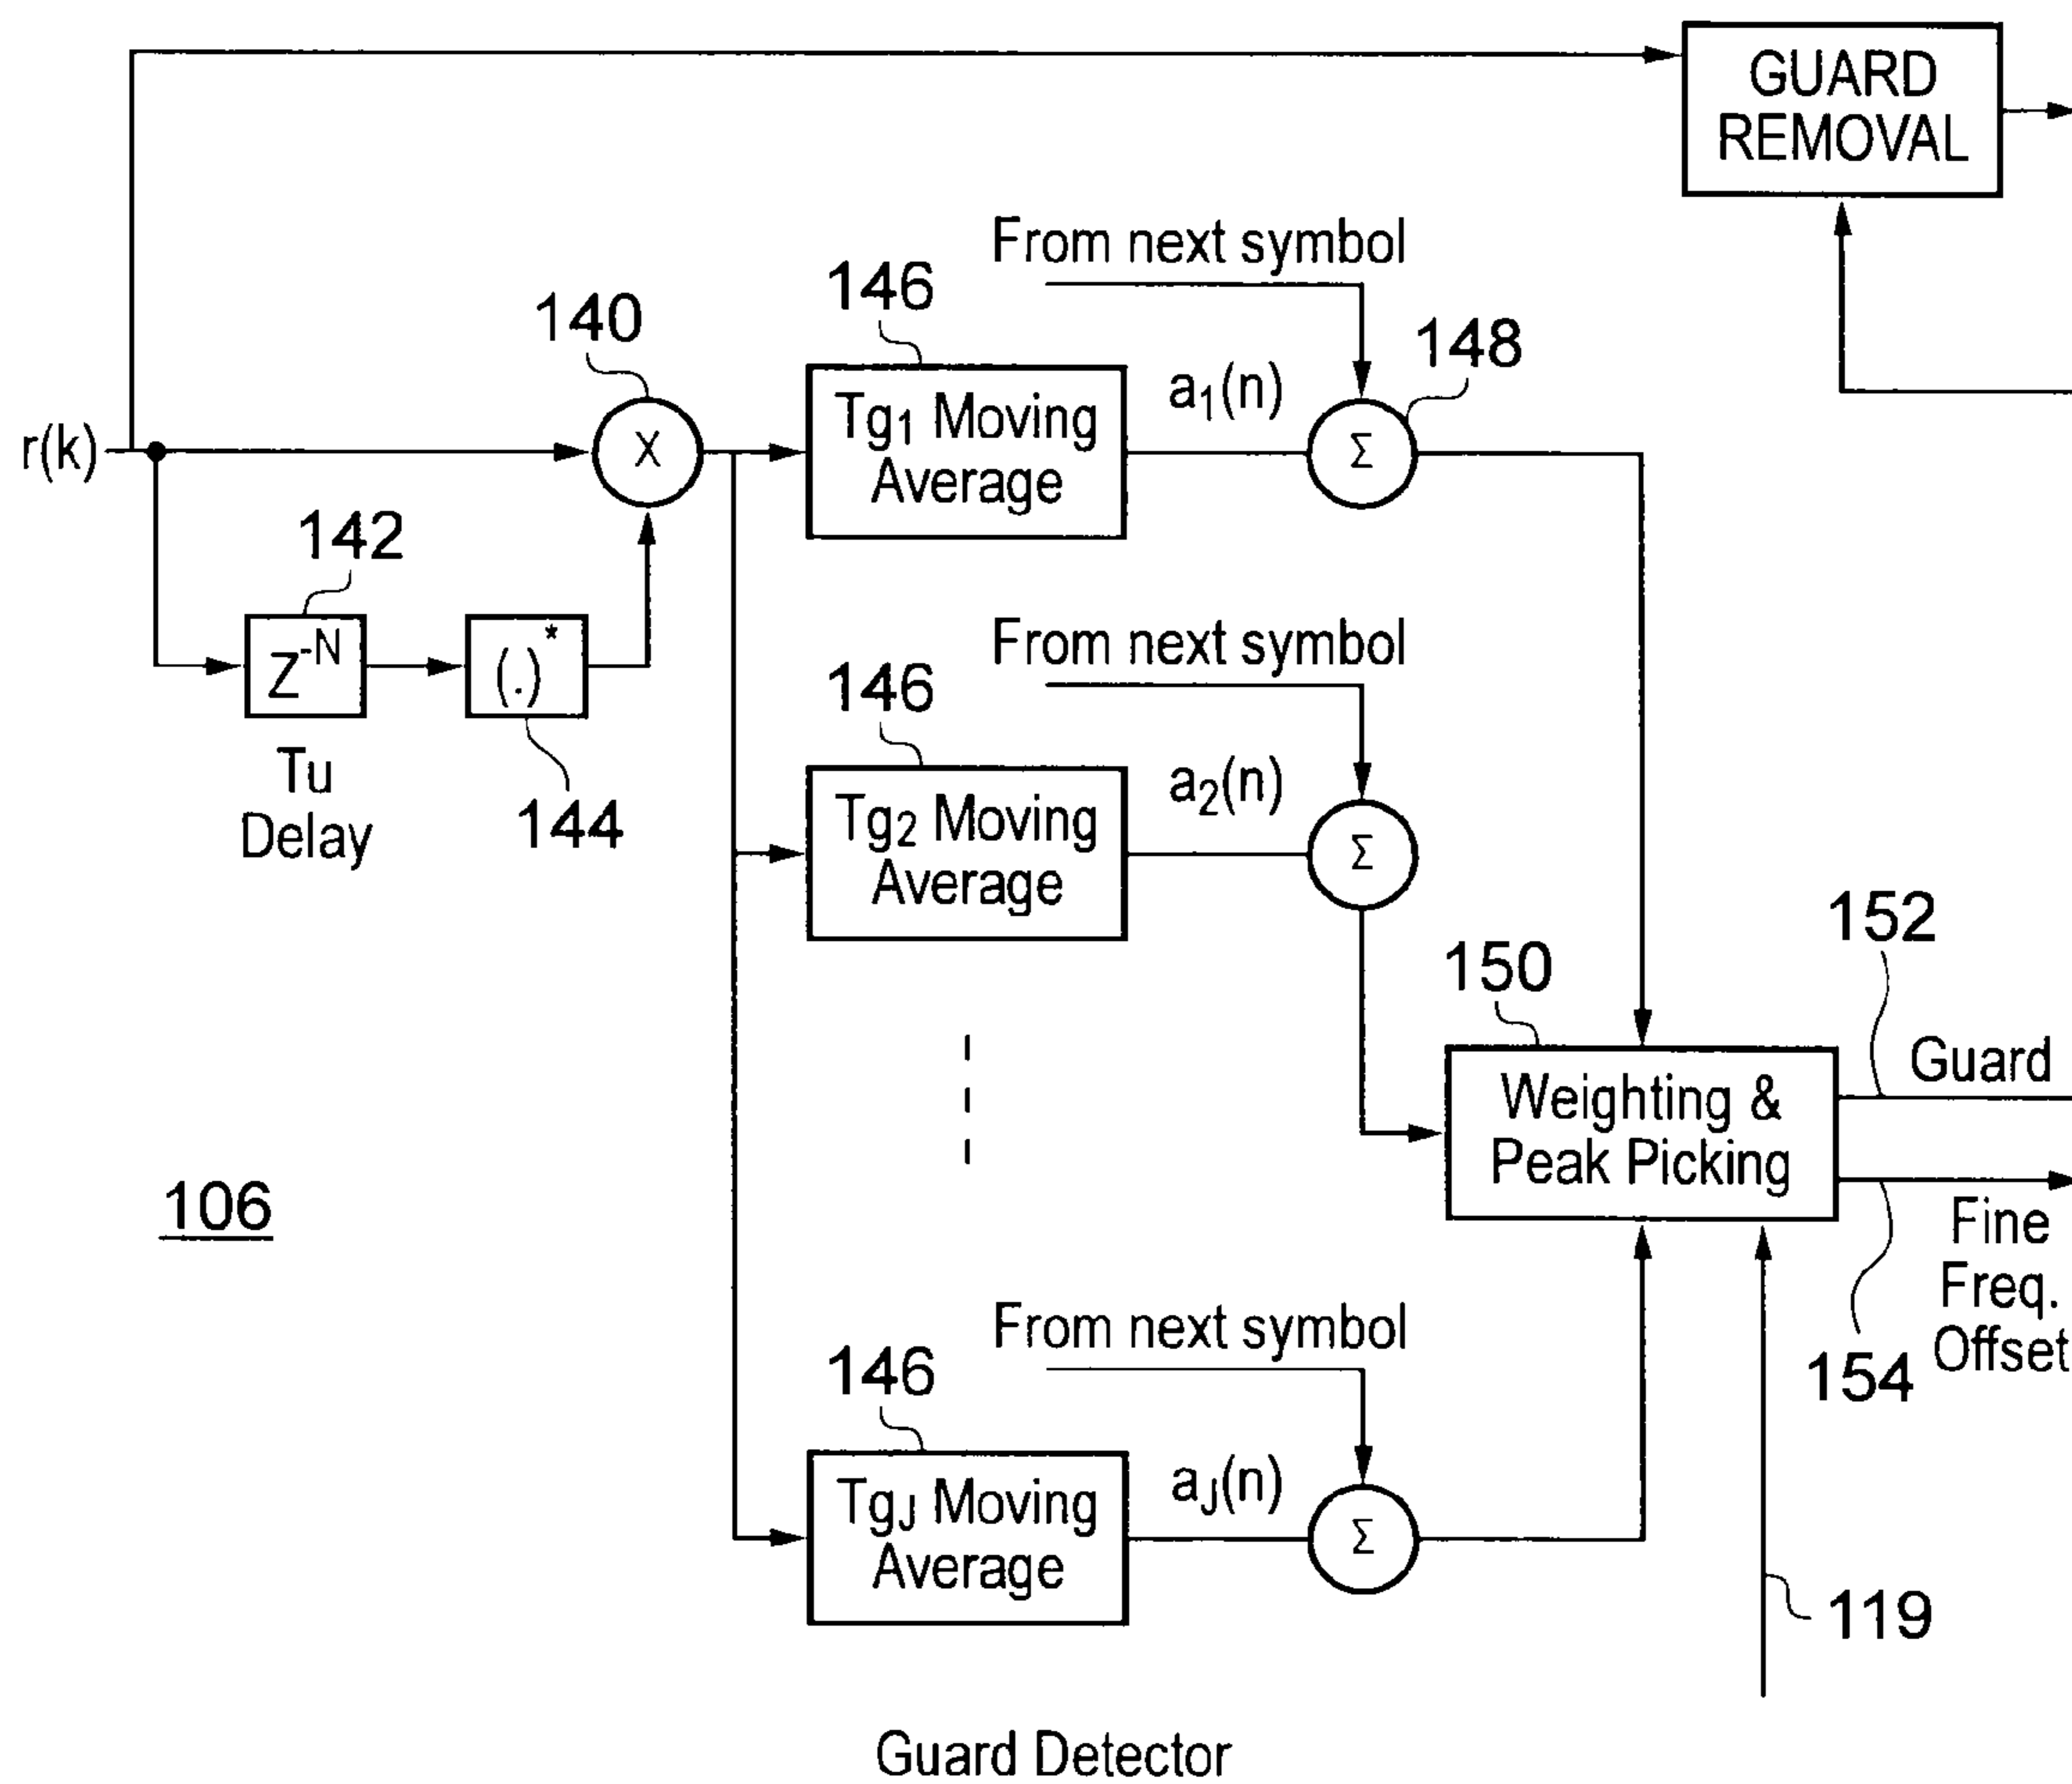 GUARD
REMOVAL
From next symbol
146
140
148
a1(n)
Tg1 Moving
Average
Σ
r(k)
X
142
From next symbol
Z-N
(.)*
146
Tu
Delay
144
a2(n)
Tg2 Moving
Average
Σ
152
150
Guard
Weighting &
Peak Picking
106
Fine
Freq.
Offset
From next symbol
146
154
aJ(n)
TgJ Moving
Average
Σ
119
Guard Detector